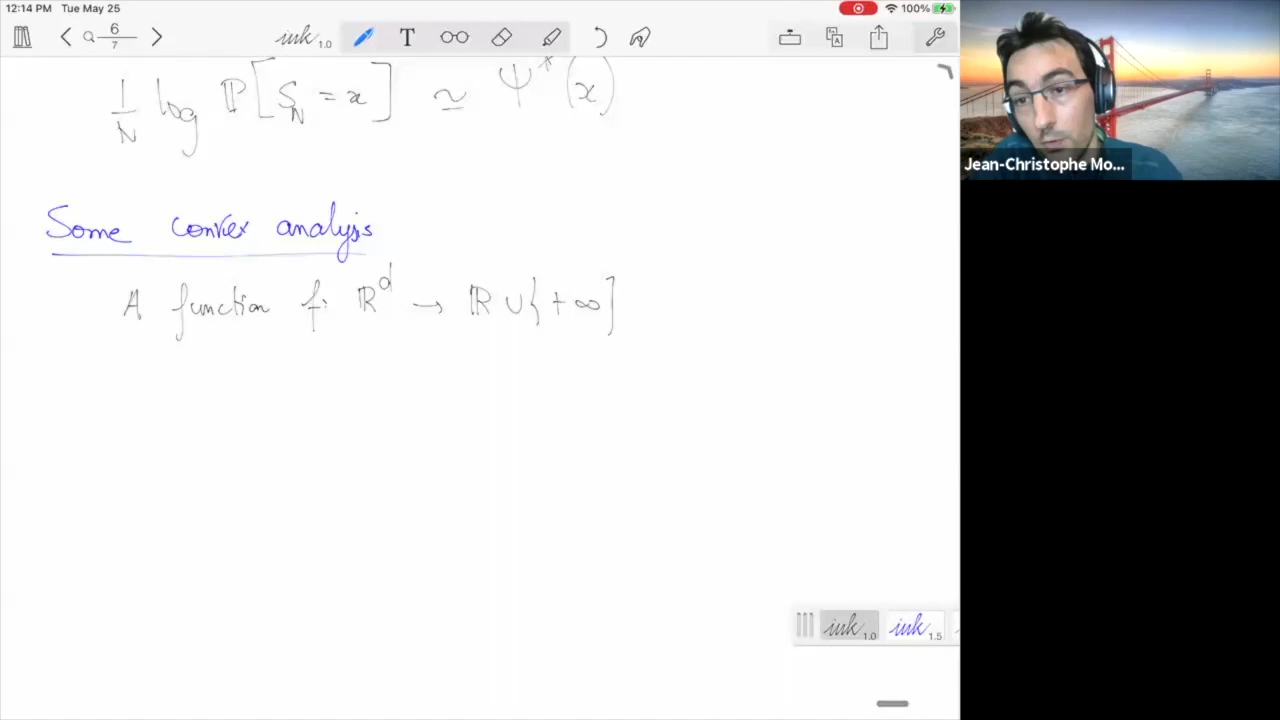 12:14 PM Tue May 25
100%
6
7
ink 1.0
T
1/N log ℙ[S_N = x] ≃ Ψ*(x)
Jean-Christophe Mo...
Some convex analysis
A function f: ℝ^d → ℝ ∪ {+∞}
ink 1.0 ink 1.5